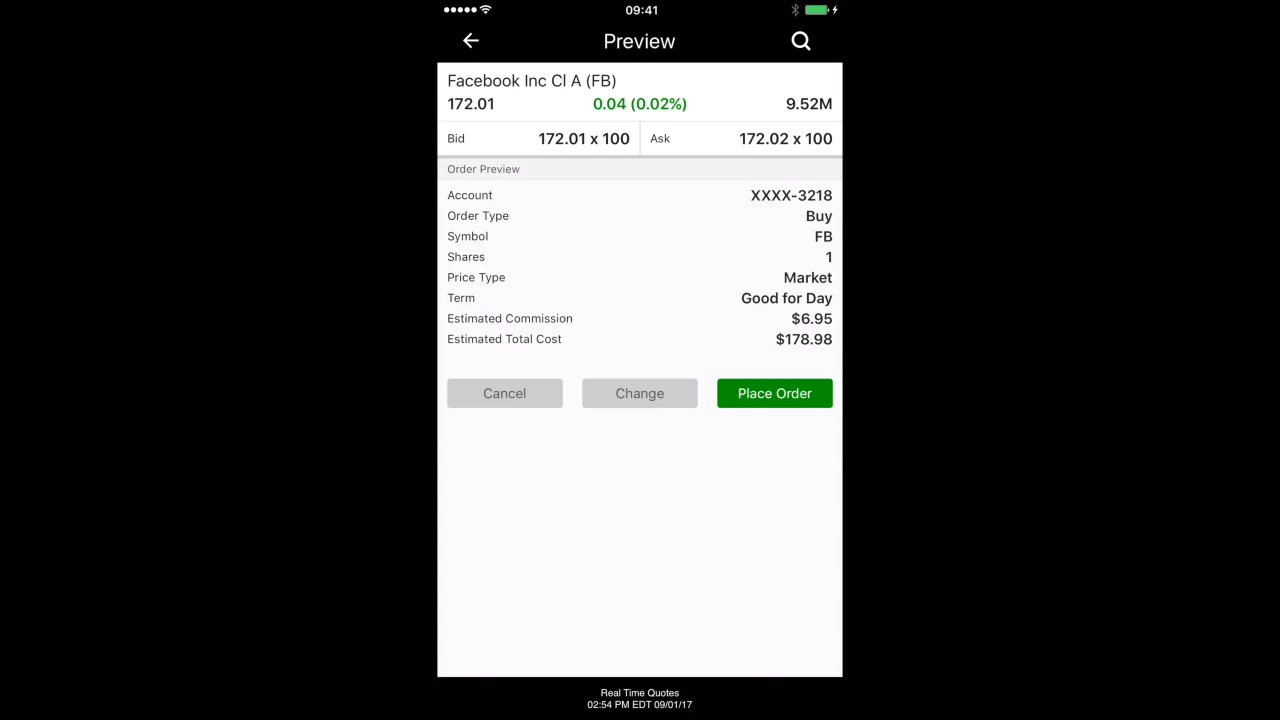 09:41
Preview
Facebook Inc Cl A (FB)
172.01 0.04 (0.02%) 9.52M
Bid 172.01 x 100 Ask 172.02 x 100
Order Preview
Account XXXX-3218
Order Type Buy
Symbol FB
Shares 1
Price Type Market
Term Good for Day
Estimated Commission $6.95
Estimated Total Cost $178.98
Cancel Change Place Order
Real Time Quotes
02:54 PM EDT 09/01/17